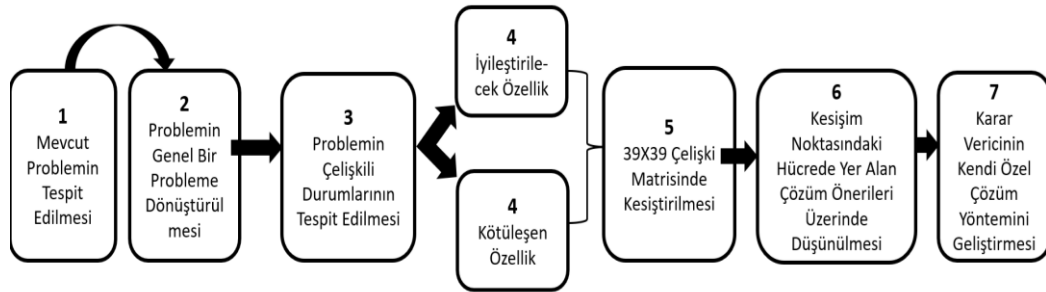 1
Mevcut
Problemin
Tespit
Edilmesi
2
Problemin
Genel Bir
Probleme
Dönüştürül
mesi
3
Problemin
Çelişkili
Durumlarının
Tespit Edilmesi
4
İyileştirile-
cek Özellik
4
Kötüleşen
Özellik
5
39X39 Çelişki
Matrisinde
Kesiştirilmesi
6
Kesişim
Noktasındaki
Hücrede Yer Alan
Çözüm Önerileri
Üzerinde
Düşünülmesi
7
Karar
Vericinin
Kendi Özel
Çözüm
Yöntemini
Geliştirmesi